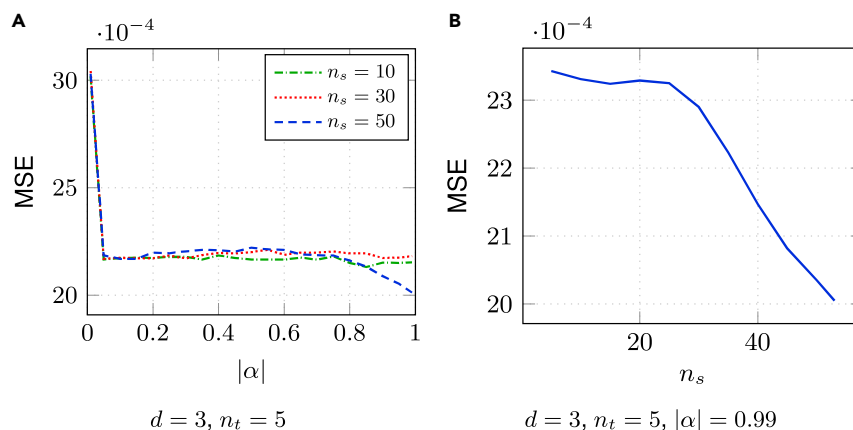 A
·10⁻⁴
MSE
30
25
20
0 0.2 0.4 0.6 0.8 1
|α|
n_s = 10
n_s = 30
n_s = 50
d = 3, n_t = 5
B
·10⁻⁴
MSE
23
22
21
20
20 40
n_s
d = 3, n_t = 5, |α| = 0.99